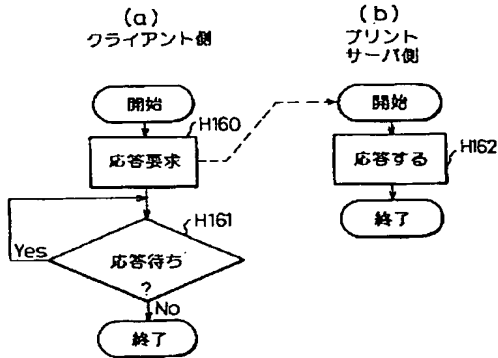 (a)
クライアント側
開始
H160
応答要求
H161
Yes
応答待ち
?
No
終了
(b)
プリント
サーバ側
開始
H162
応答する
終了